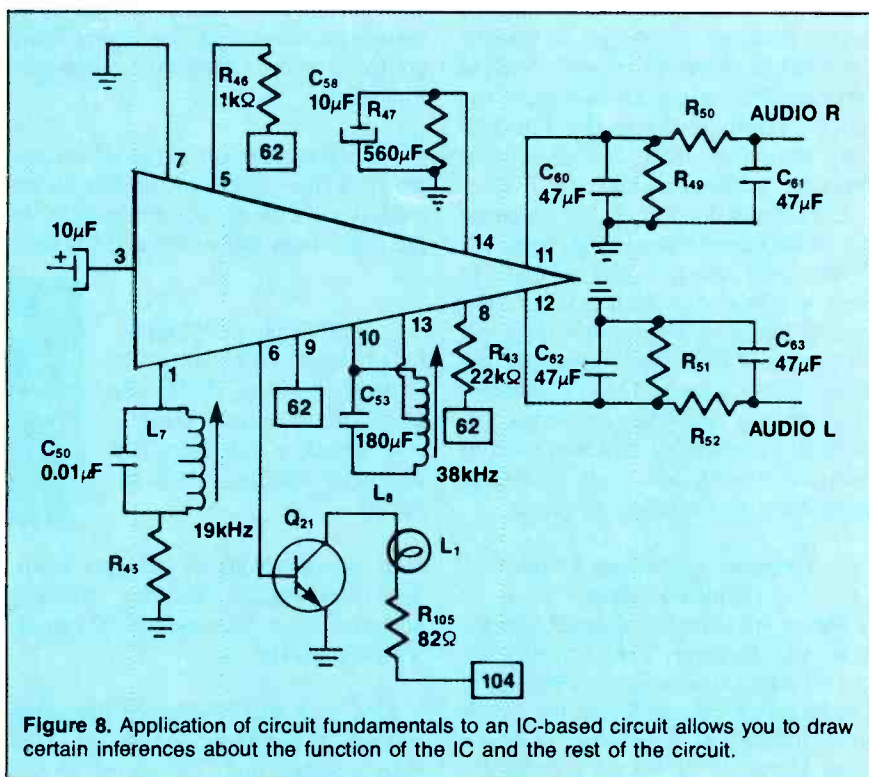 R46
1kΩ
62
C58
10μF
R47
560μF
R50
AUDIO R
C60
47μF
R49
C61
47μF
7
5
10μF
+
3
14
11
12
1
6
9
10
13
8
62
C53
180μF
R43
22kΩ
62
C62
47μF
R51
C63
47μF
R52
AUDIO L
L7
C50
0.01μF
19kHz
R45
L8
38kHz
Q21
L1
R105
82Ω
104
Figure 8. Application of circuit fundamentals to an IC-based circuit allows you to draw
certain inferences about the function of the IC and the rest of the circuit.